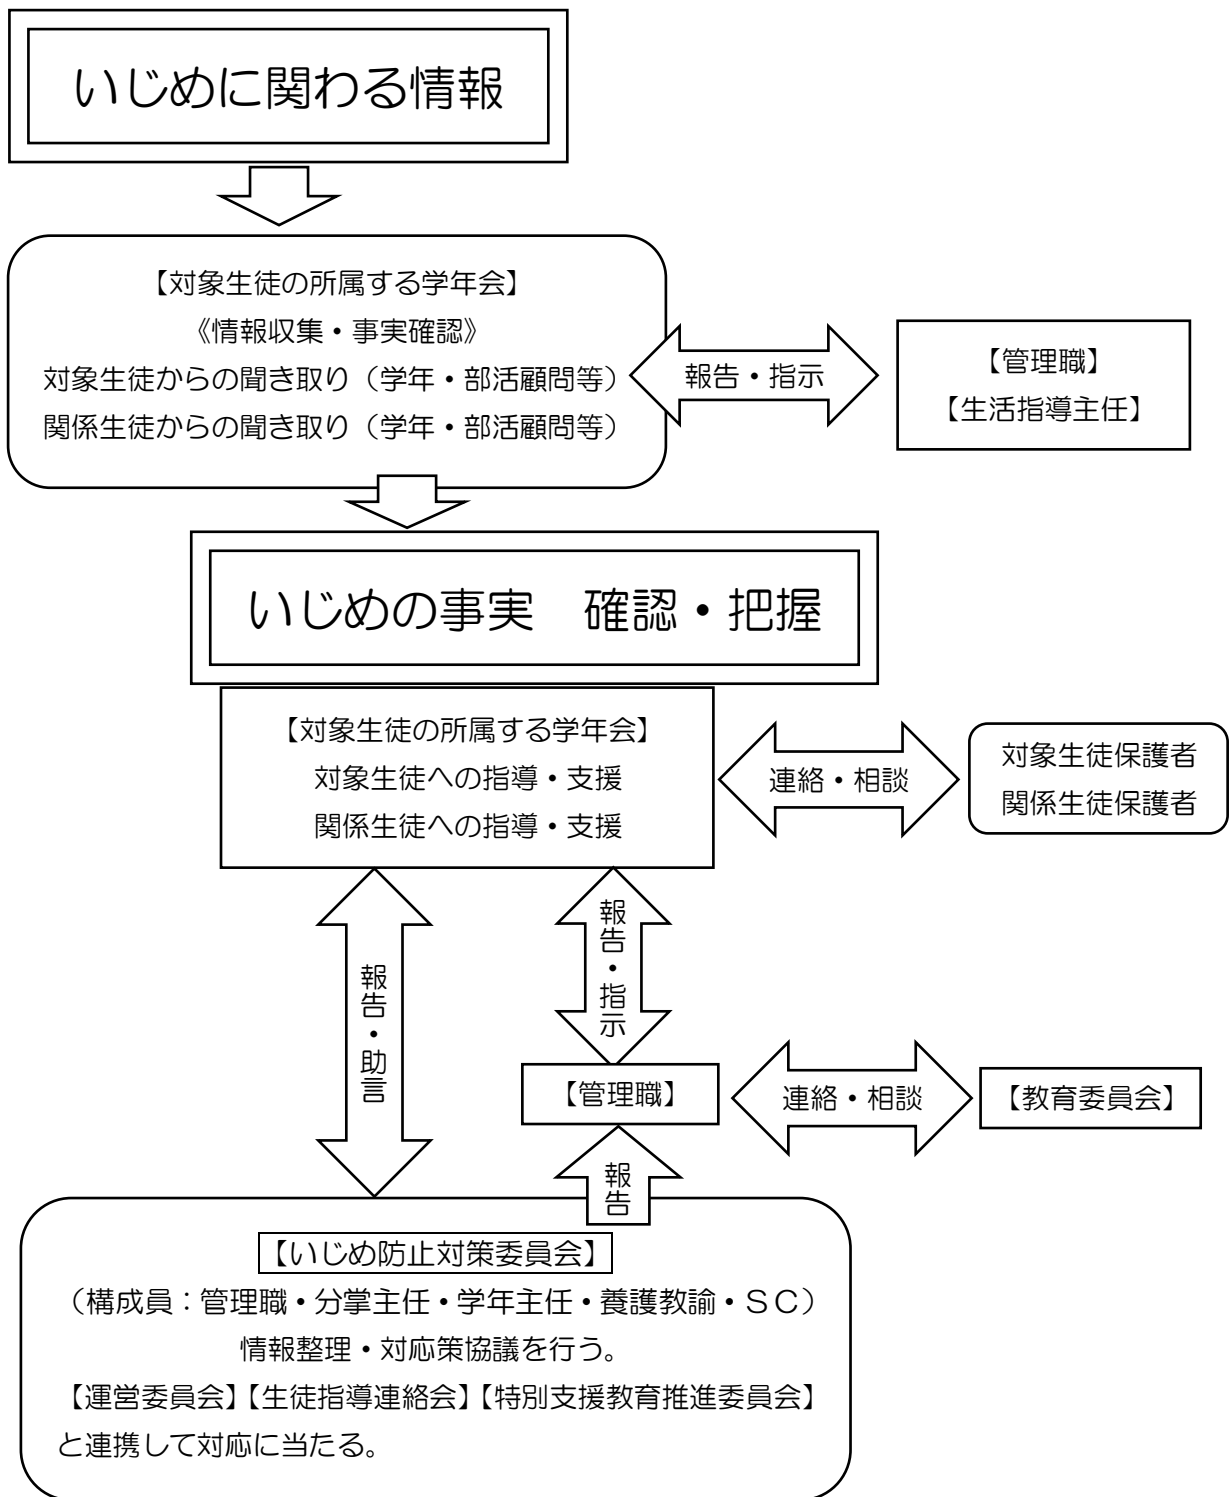 いじめに関わる情報
【対象生徒の所属する学年会】
《情報収集・事実確認》
対象生徒からの聞き取り（学年・部活顧問等）
関係生徒からの聞き取り（学年・部活顧問等）
報告・指示
【管理職】
【生活指導主任】
いじめの事実　確認・把握
【対象生徒の所属する学年会】
対象生徒への指導・支援
関係生徒への指導・支援
連絡・相談
対象生徒保護者
関係生徒保護者
報告・助言
報告・指示
【管理職】
連絡・相談
【教育委員会】
報告
【いじめ防止対策委員会】
（構成員：管理職・分掌主任・学年主任・養護教諭・ＳＣ）
情報整理・対応策協議を行う。
【運営委員会】【生徒指導連絡会】【特別支援教育推進委員会】
と連携して対応に当たる。